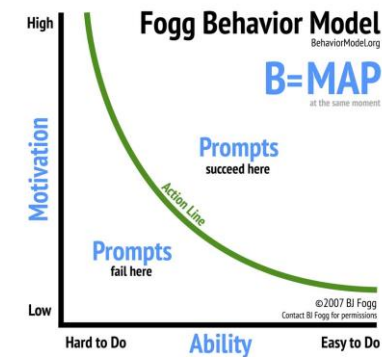 High
Fogg Behavior Model
BehaviorModel.org
B=MAP
at the same moment
Motivation
Prompts
succeed here
Action Line
Prompts
fail here
©2007 BJ Fogg
Contact BJ Fogg for permissions
Low
Hard to Do
Ability
Easy to Do